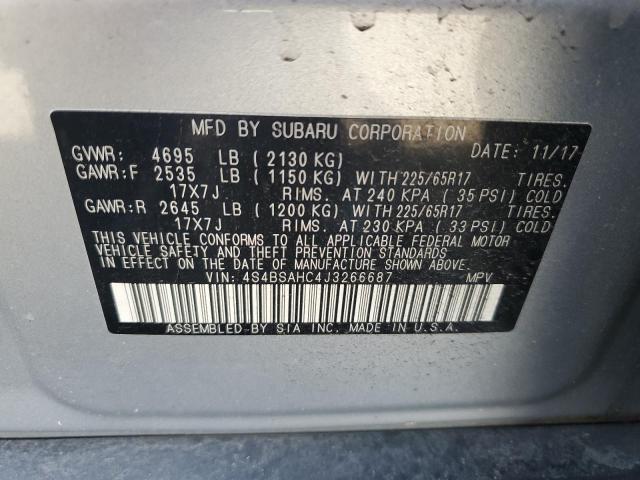 MFD BY SUBARU CORPORATION
GVWR: 4695 LB (2130 KG) DATE: 11/17
GAWR:F 2535 LB (1150 KG) WITH 225/65R17 TIRES.
17X7J RIMS. AT 240 KPA ( 35 PSI) COLD
GAWR:R 2645 LB (1200 KG) WITH 225/65R17 TIRES.
17X7J RIMS. AT 230 KPA ( 33 PSI) COLD
THIS VEHICLE CONFORMS TO ALL APPLICABLE FEDERAL MOTOR
VEHICLE SAFETY AND THEFT PREVENTION STANDARDS
IN EFFECT ON THE DATE OF MANUFACTURE SHOWN ABOVE.
VIN: 4S4BSAHC4J3266687 MPV
ASSEMBLED BY SIA INC. MADE IN U.S.A.